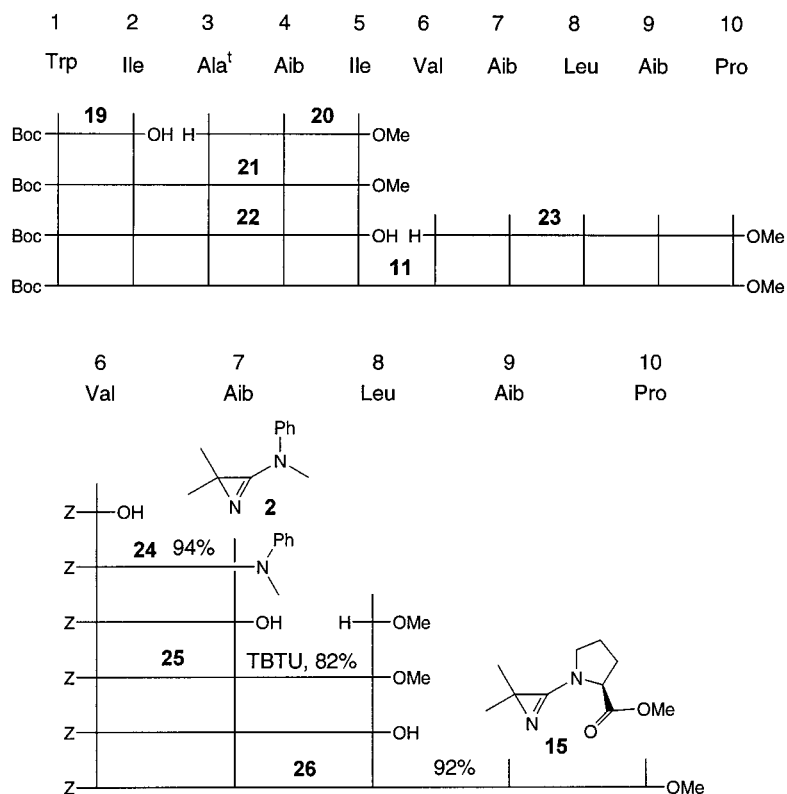 1 2 3 4 5 6 7 8 9 10
Trp Ile Ala^t Aib Ile Val Aib Leu Aib Pro
19 20
Boc OH H OMe
21
Boc OMe
22 23
Boc OH H OMe
11
Boc OMe
6 7 8 9 10
Val Aib Leu Aib Pro
Ph
N
N 2
Z OH
24 94% Ph
Z N
Z OH H OMe
25 TBTU, 82%
Z OMe
N
N O OMe
15
Z OH
26 92%
Z OMe